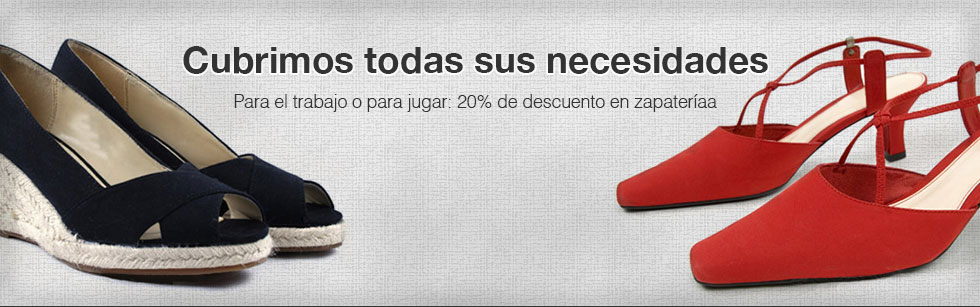 Cubrimos todas sus necesidades
Para el trabajo o para jugar: 20% de descuento en zapateríaa